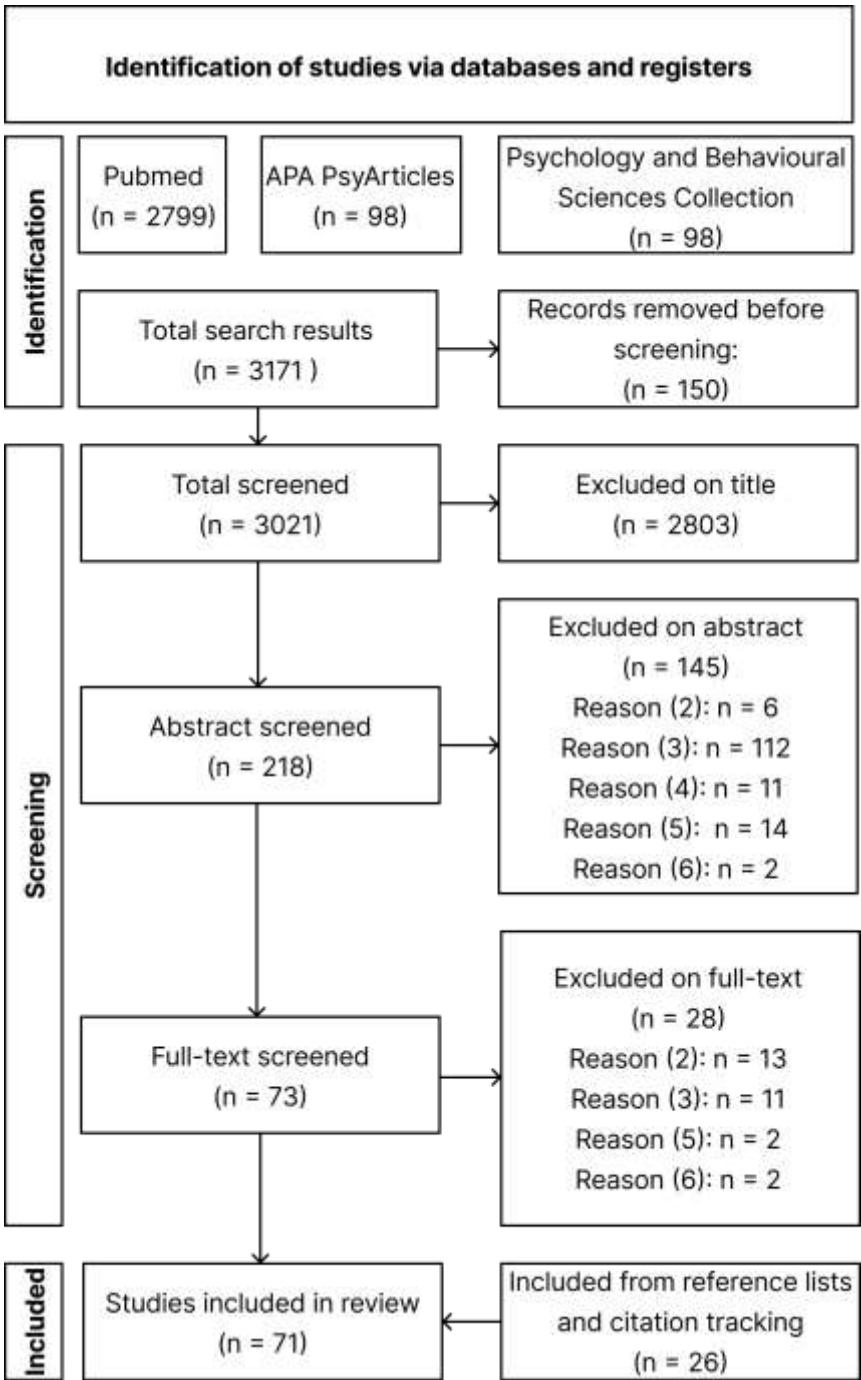 Identification of studies via databases and registers
Identification
Pubmed
(n = 2799)
APA PsyArticles
(n = 98)
Psychology and Behavioural
Sciences Collection
(n = 98)
Total search results
(n = 3171 )
Records removed before
screening:
(n = 150)
Screening
Total screened
(n = 3021)
Excluded on title
(n = 2803)
Abstract screened
(n = 218)
Excluded on abstract
(n = 145)
Reason (2): n = 6
Reason (3): n = 112
Reason (4): n = 11
Reason (5): n = 14
Reason (6): n = 2
Full-text screened
(n = 73)
Excluded on full-text
(n = 28)
Reason (2): n = 13
Reason (3): n = 11
Reason (5): n = 2
Reason (6): n = 2
Included
Studies included in review
(n = 71)
Included from reference lists
and citation tracking
(n = 26)